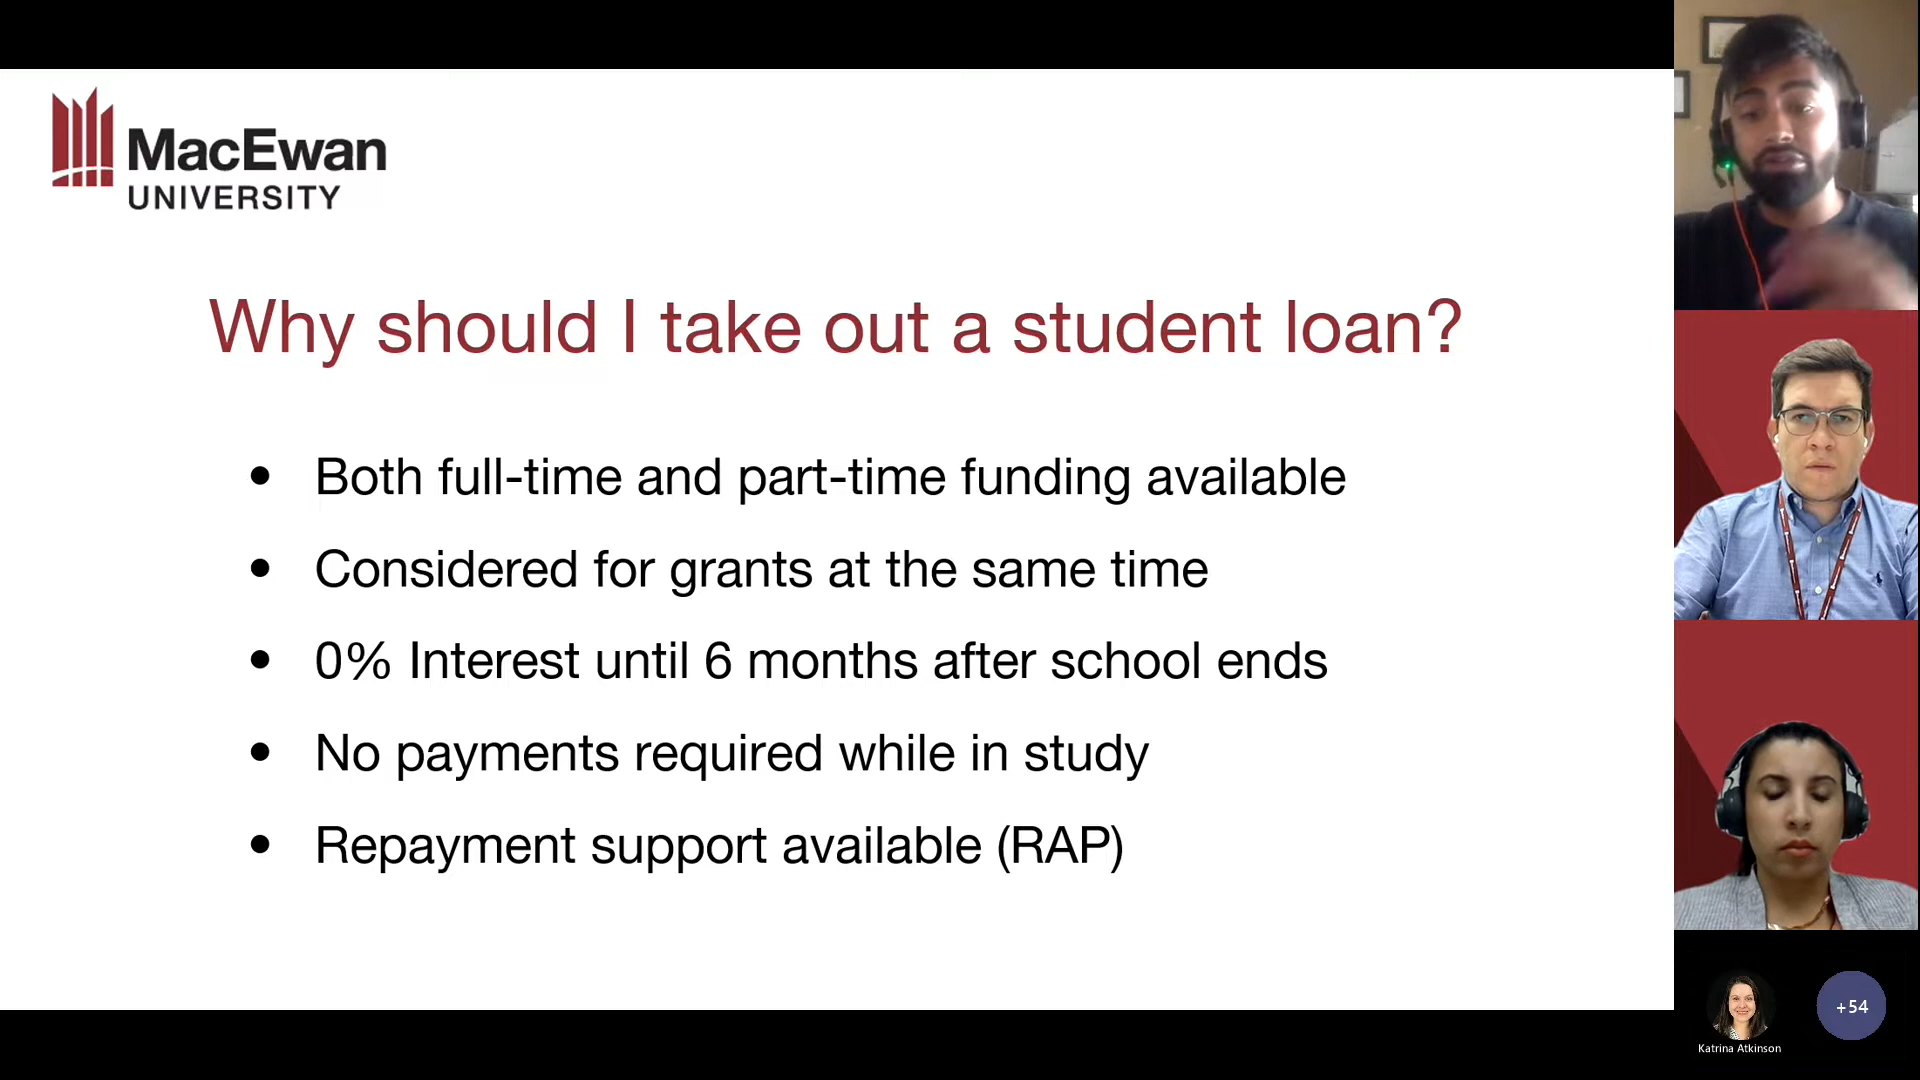 MacEwan
UNIVERSITY
Why should I take out a student loan?
• Both full-time and part-time funding available
• Considered for grants at the same time
• 0% Interest until 6 months after school ends
• No payments required while in study
• Repayment support available (RAP)
+54
Katrina Atkinson